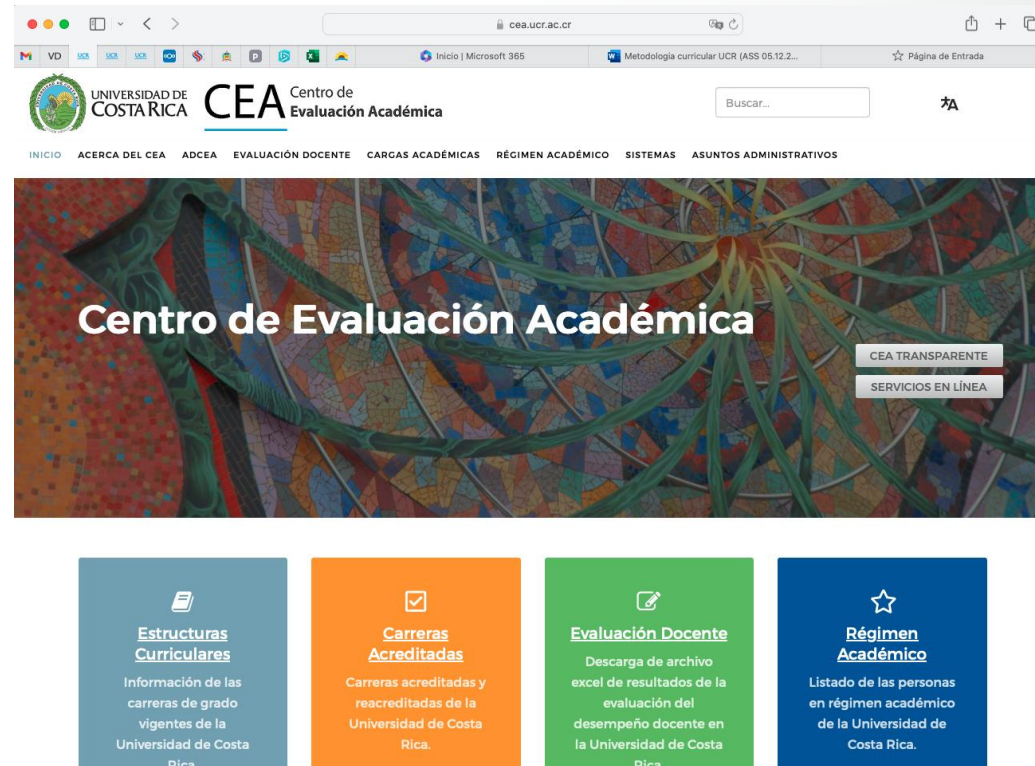 cea.ucr.ac.cr
VD
UCR
UCR
UCR
Inicio | Microsoft 365
Metodología curricular UCR (ASS 05.12.2...
Página de Entrada
UNIVERSIDAD DE
COSTA RICA
CEA
Centro de
Evaluación Académica
Buscar...
INICIO
ACERCA DEL CEA
ADCEA
EVALUACIÓN DOCENTE
CARGAS ACADÉMICAS
RÉGIMEN ACADÉMICO
SISTEMAS
ASUNTOS ADMINISTRATIVOS
Centro de Evaluación Académica
CEA TRANSPARENTE
SERVICIOS EN LÍNEA
Estructuras
Curriculares
Información de las
carreras de grado
vigentes de la
Universidad de Costa
Rica.
Carreras
Acreditadas
Carreras acreditadas y
reacreditadas de la
Universidad de Costa
Rica.
Evaluación Docente
Descarga de archivo
excel de resultados de la
evaluación del
desempeño docente en
la Universidad de Costa
Rica.
Régimen
Académico
Listado de las personas
en régimen académico
de la Universidad de
Costa Rica.